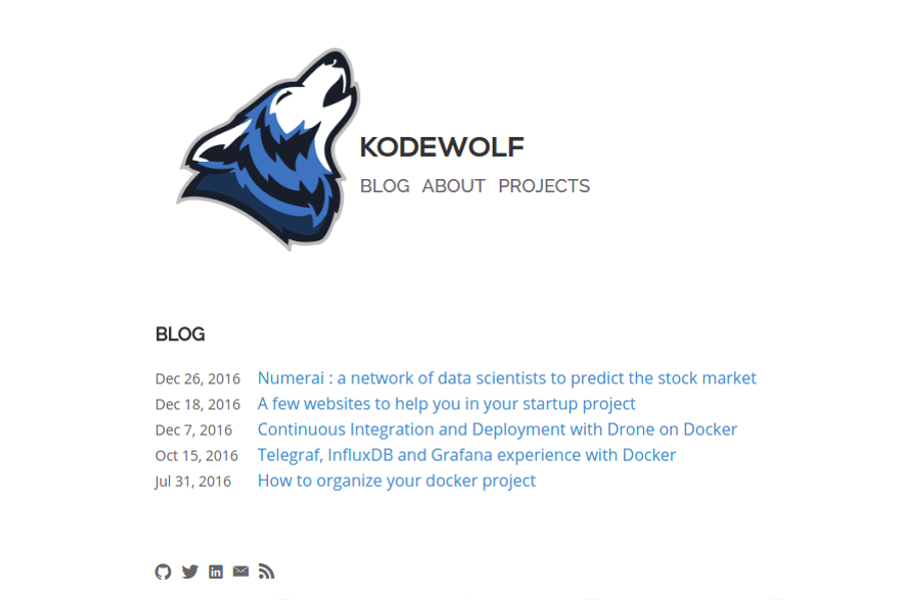 KODEWOLF
BLOG ABOUT PROJECTS
BLOG
Dec 26, 2016 Numerai : a network of data scientists to predict the stock market
Dec 18, 2016 A few websites to help you in your startup project
Dec 7, 2016 Continuous Integration and Deployment with Drone on Docker
Oct 15, 2016 Telegraf, InfluxDB and Grafana experience with Docker
Jul 31, 2016 How to organize your docker project